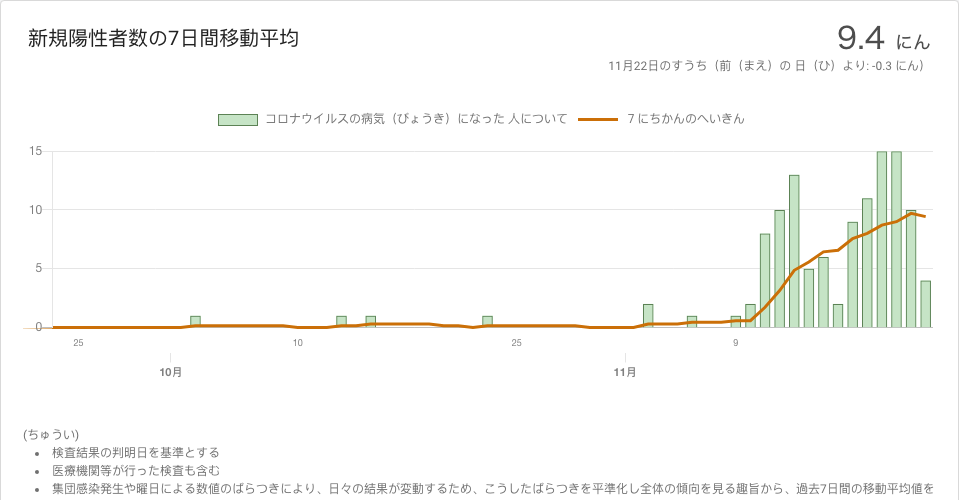 新規陽性者数の7日間移動平均
9.4 にん
11月22日のすうち（前（まえ）の 日（ひ）より: -0.3 にん）
コロナウイルスの病気（びょうき）になった 人について
7 にちかんのへいきん
15
10
5
0
25
10
25
9
10月
11月
(ちゅうい)
• 検査結果の判明日を基準とする
• 医療機関等が行った検査も含む
• 集団感染発生や曜日による数値のばらつきにより、日々の結果が変動するため、こうしたばらつきを平準化し全体の傾向を見る趣旨から、過去7日間の移動平均値を